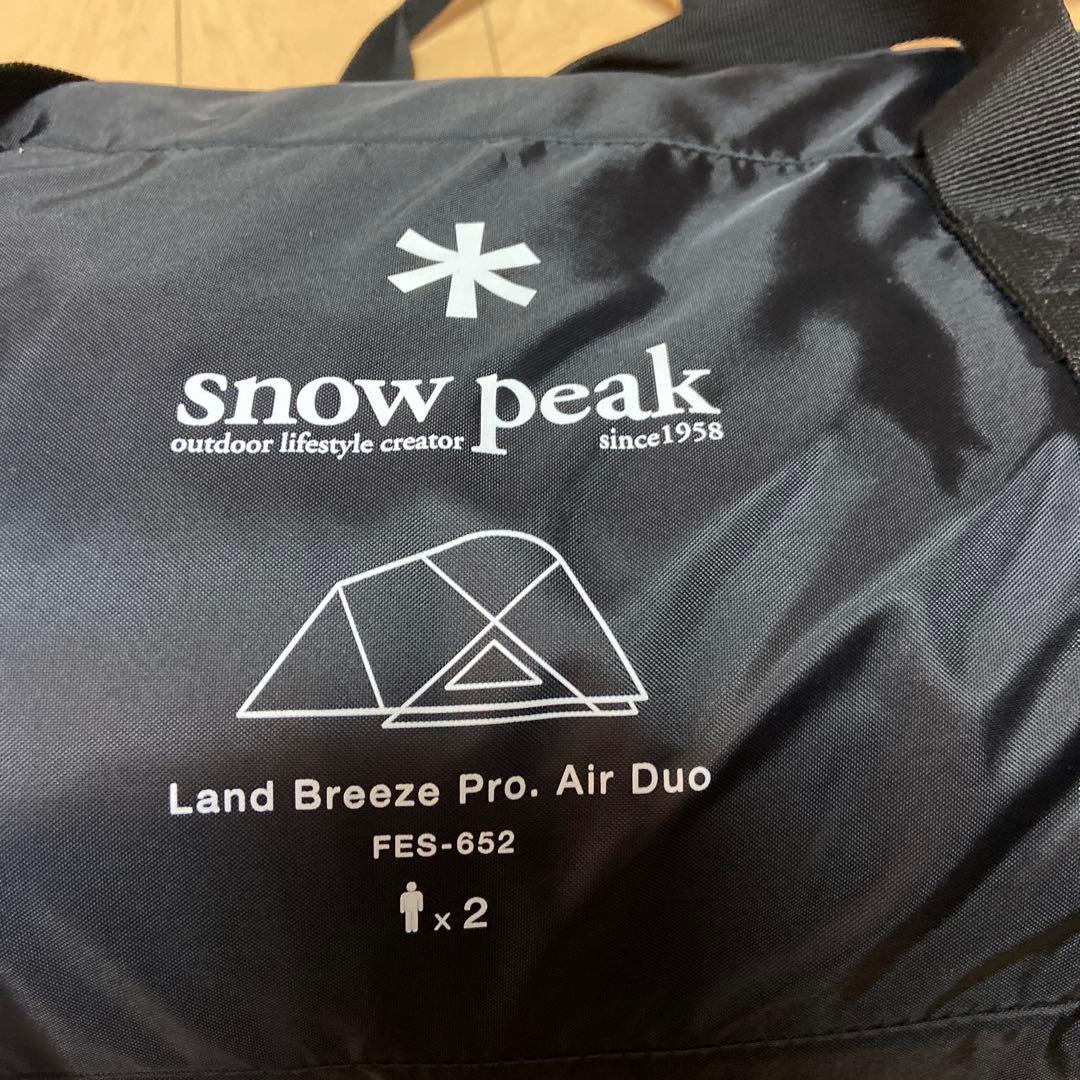 snow peak
outdoor lifestyle creator since1958
Land Breeze Pro. Air Duo
FES-652
x 2